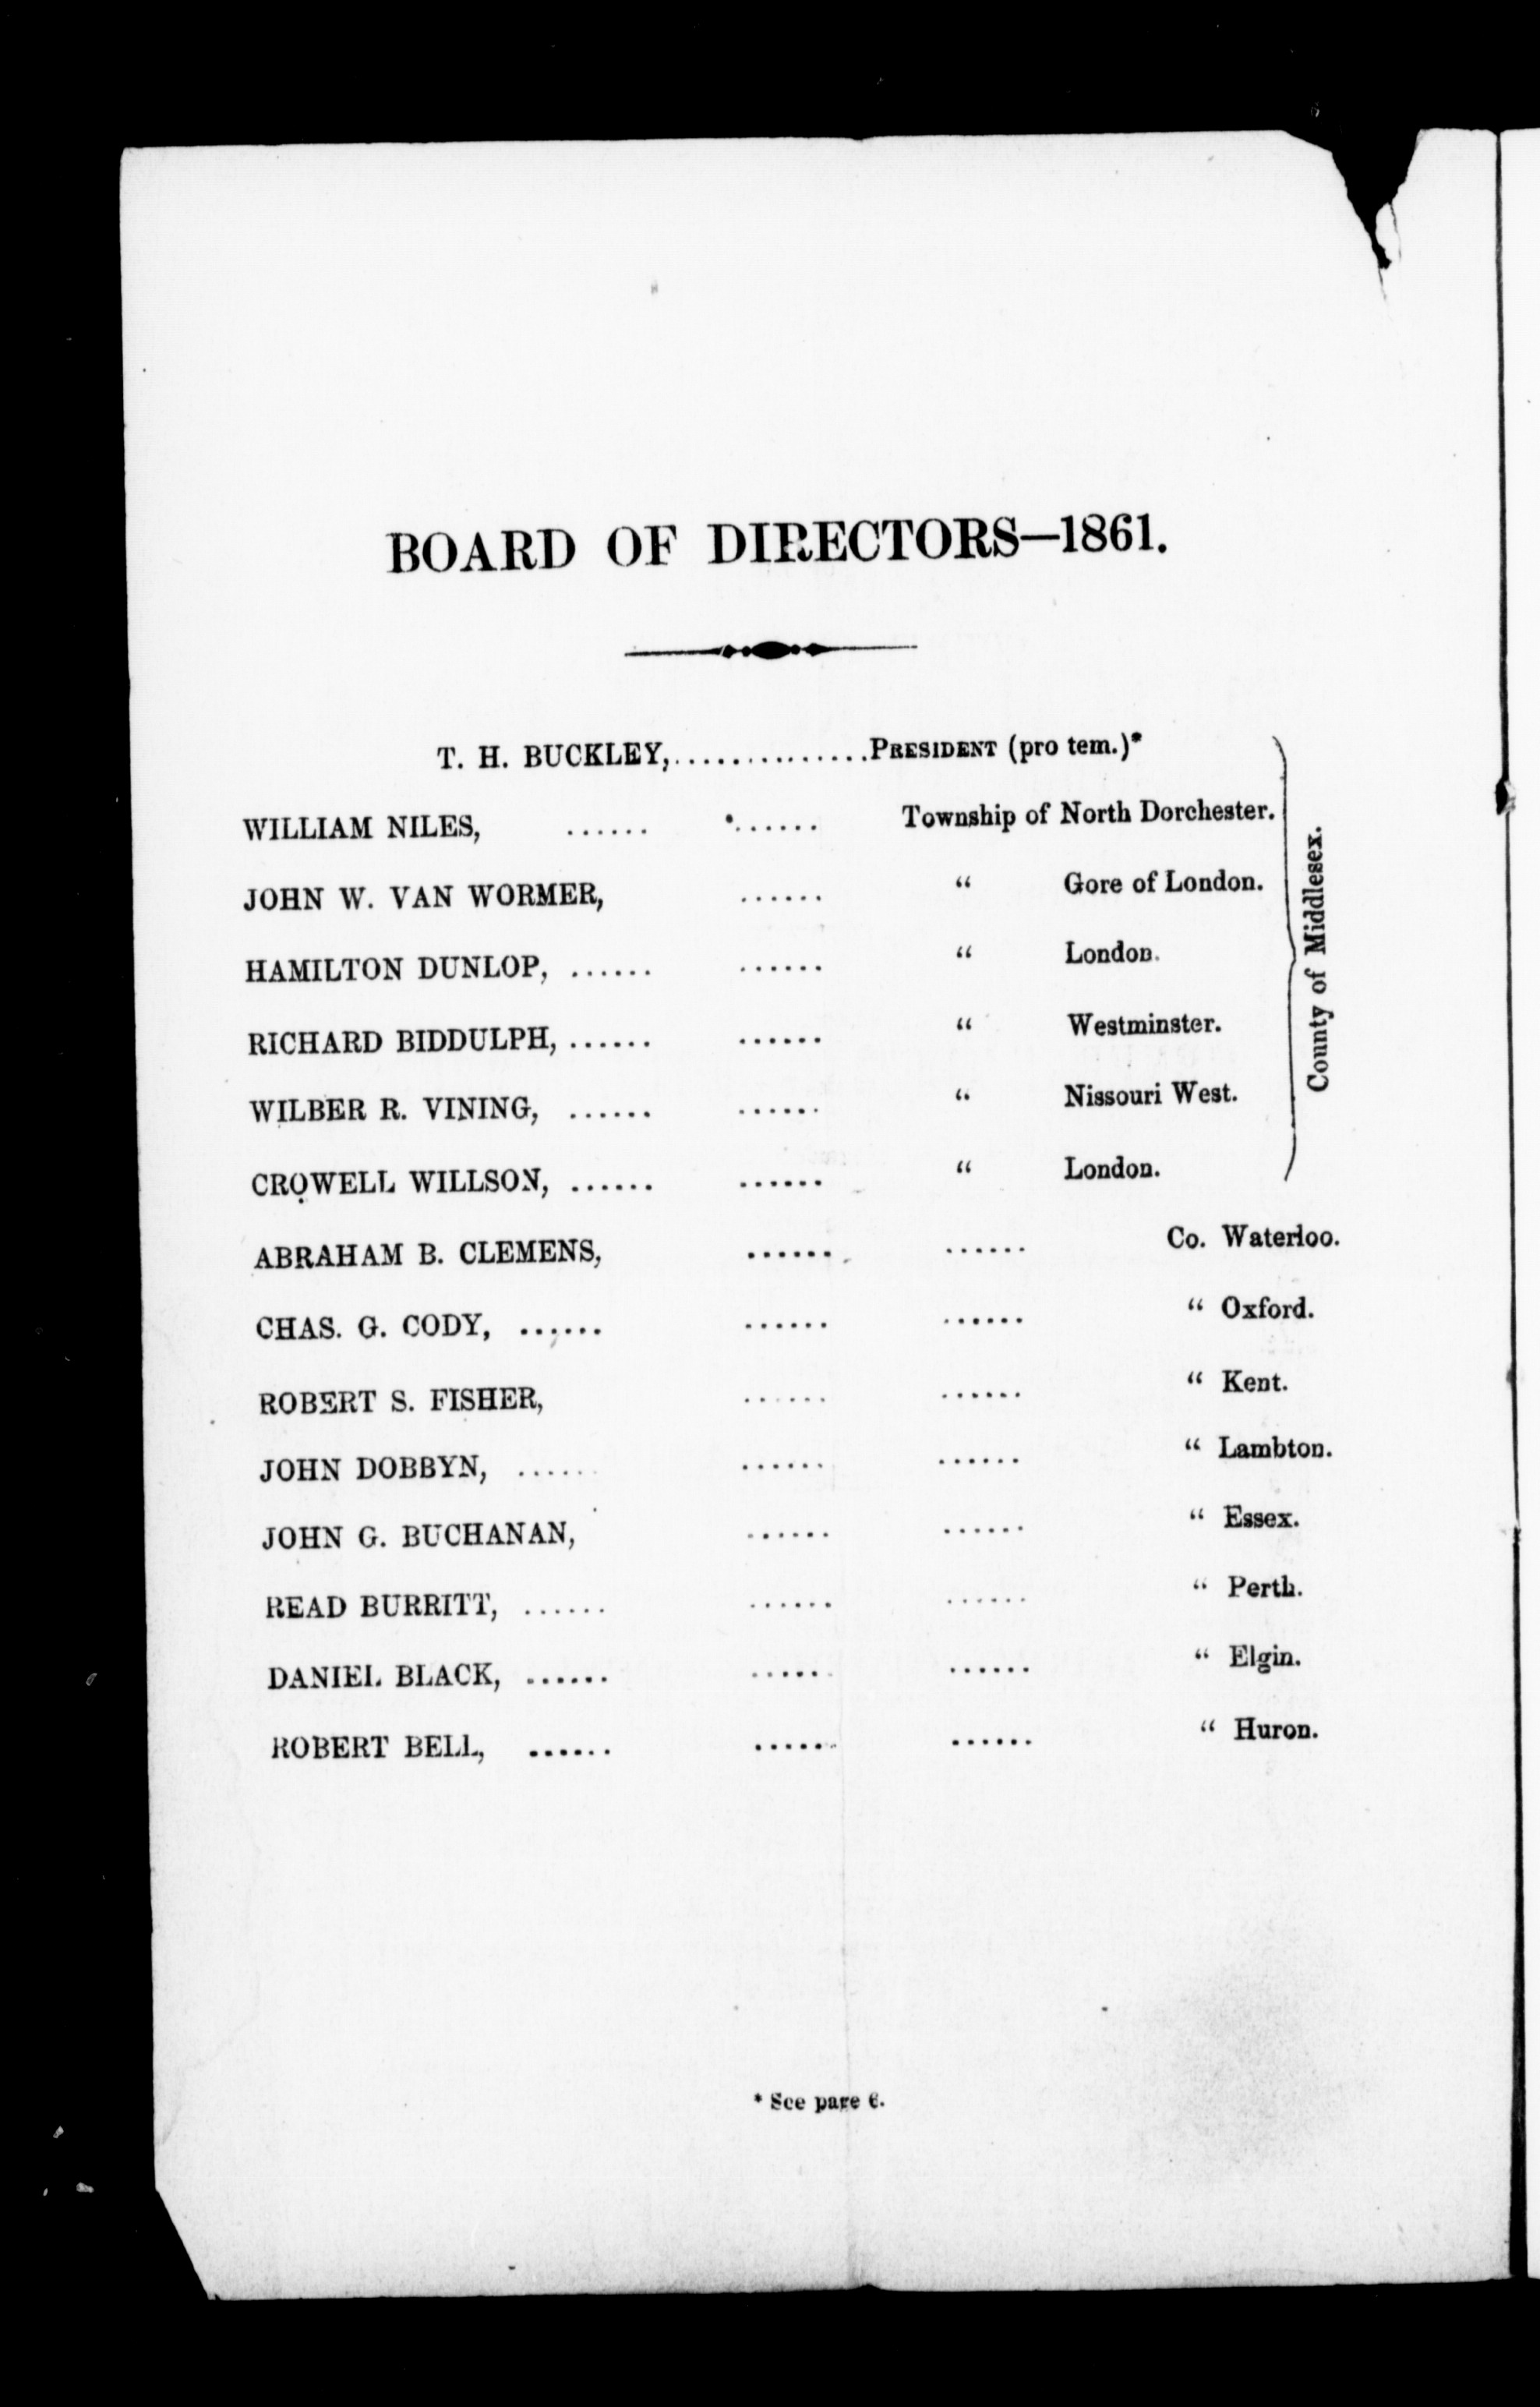 BOARD OF DIRECTORS—1861.
T. H. BUCKLEY,...............PRESIDENT (pro tem.)*
WILLIAM NILES, ...... ...... Township of North Dorchester.
JOHN W. VAN WORMER, ...... “ Gore of London.
HAMILTON DUNLOP, ...... ...... “ London.
RICHARD BIDDULPH, ...... ...... “ Westminster.
WILBER R. VINING, ...... ...... “ Nissouri West.
CROWELL WILLSON, ...... ...... “ London.
County of Middlesex.
ABRAHAM B. CLEMENS, ...... ...... Co. Waterloo.
CHAS. G. CODY, ...... ...... ...... “ Oxford.
ROBERT S. FISHER, ...... ...... “ Kent.
JOHN DOBBYN, ...... ...... ...... “ Lambton.
JOHN G. BUCHANAN, ...... ...... “ Essex.
READ BURRITT, ...... ...... ...... “ Perth.
DANIEL BLACK, ...... ...... ...... “ Elgin.
ROBERT BELL, ...... ...... ...... “ Huron.
* See page 6.